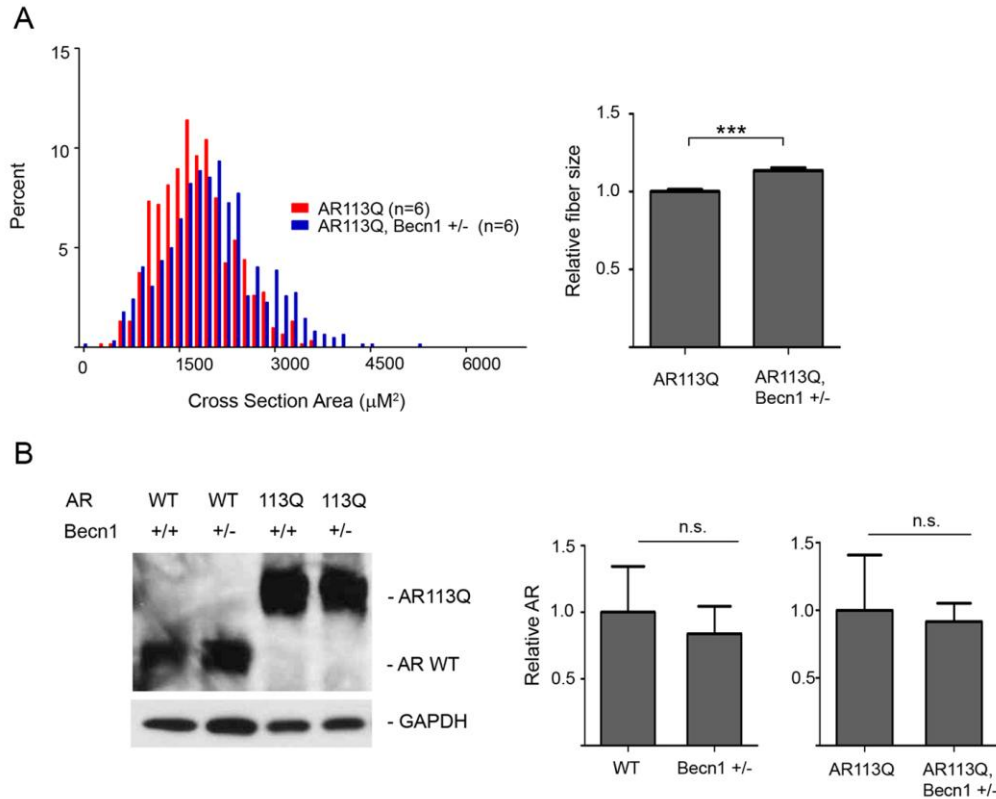 A
15
10
5
Percent
0 1500 3000 4500 6000
Cross Section Area (μM²)
AR113Q (n=6)
AR113Q, Becn1 +/- (n=6)
1.5
1.0
0.5
Relative fiber size
***
AR113Q
AR113Q,
Becn1 +/-
B
AR WT WT 113Q 113Q
Becn1 +/+ +/- +/+ +/-
- AR113Q
- AR WT
- GAPDH
Relative AR
1.5
1.0
0.5
0
n.s.
WT Becn1 +/-
1.5
1.0
0.5
n.s.
AR113Q
AR113Q,
Becn1 +/-